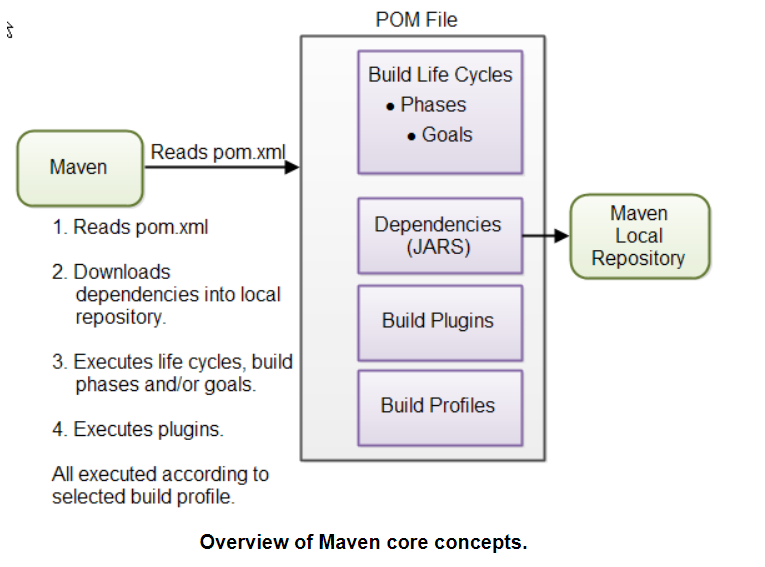 POM File
Build Life Cycles
• Phases
• Goals
Maven
Reads pom.xml
1. Reads pom.xml
2. Downloads
dependencies into local
repository.
3. Executes life cycles, build
phases and/or goals.
4. Executes plugins.
All executed according to
selected build profile.
Dependencies
(JARS)
Maven
Local
Repository
Build Plugins
Build Profiles
Overview of Maven core concepts.